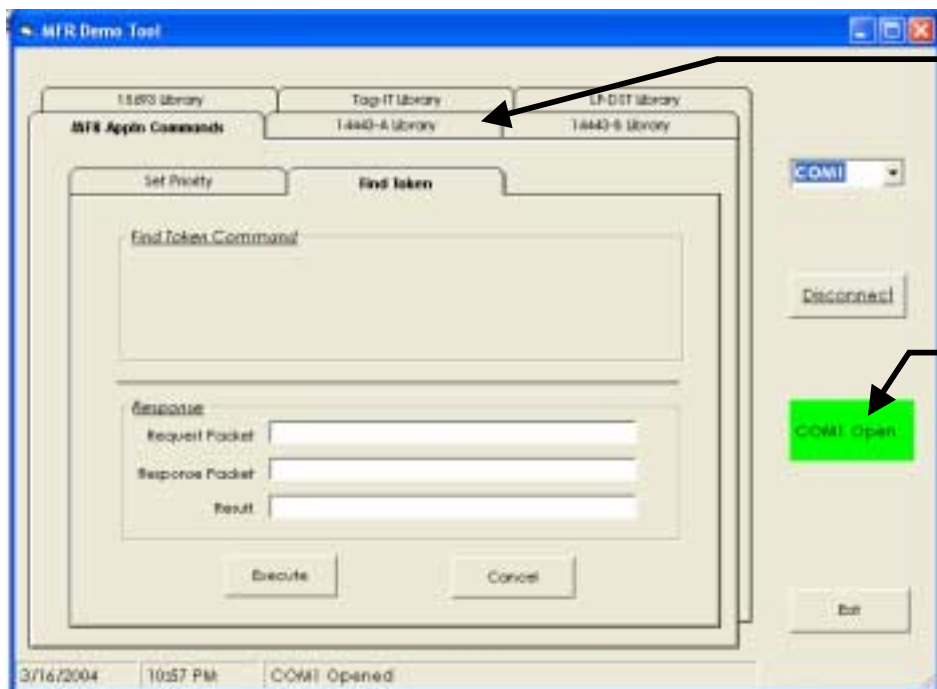 MFR Demo Tool
15693 Library
Tag-IT Library
LF-DST Library
MFR Appln Commands
14443-A Library
14443-B Library
Set Priority
Find Token
COM1
Find Token Command
Disconnect
Response
Request Packet
COM1 Open
Response Packet
Result
Execute
Cancel
Exit
3/16/2004
10:57 PM
COM1 Opened